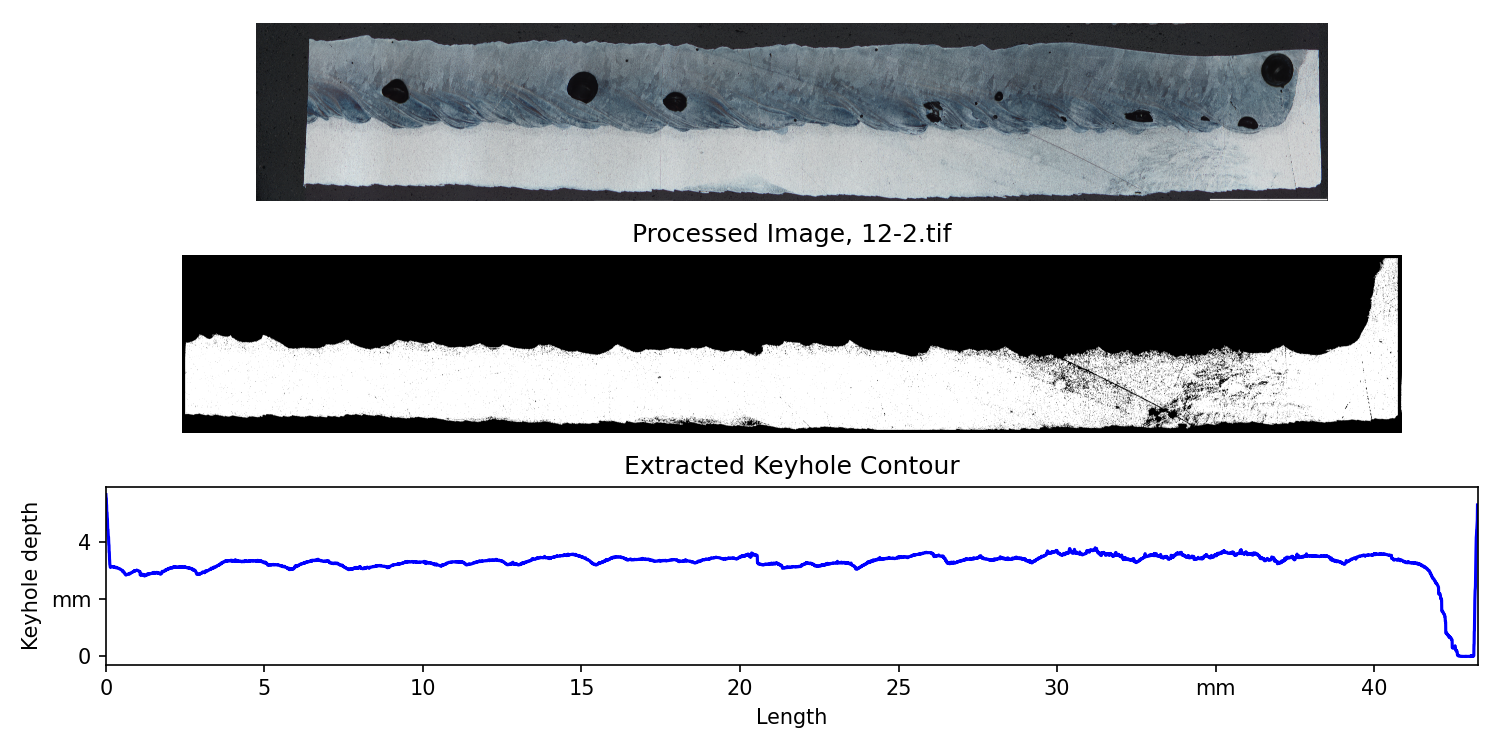 Processed Image, 12-2.tif
Extracted Keyhole Contour
Keyhole depth
4
mm
0
0 5 10 15 20 25 30 mm 40
Length